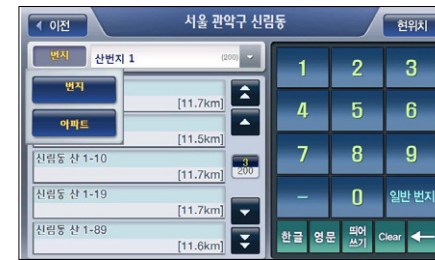 이전
서울 관악구 신림동
현위치
번지
산번지 1
(200)
번지
아파트
[11.7km]
[11.5km]
신림동 산 1-10
[11.7km]
신림동 산 1-19
[11.7km]
신림동 산 1-89
[11.6km]
3
200
1 2 3
4 5 6
7 8 9
- 0 일반 번지
한글 영문 띄어쓰기 Clear